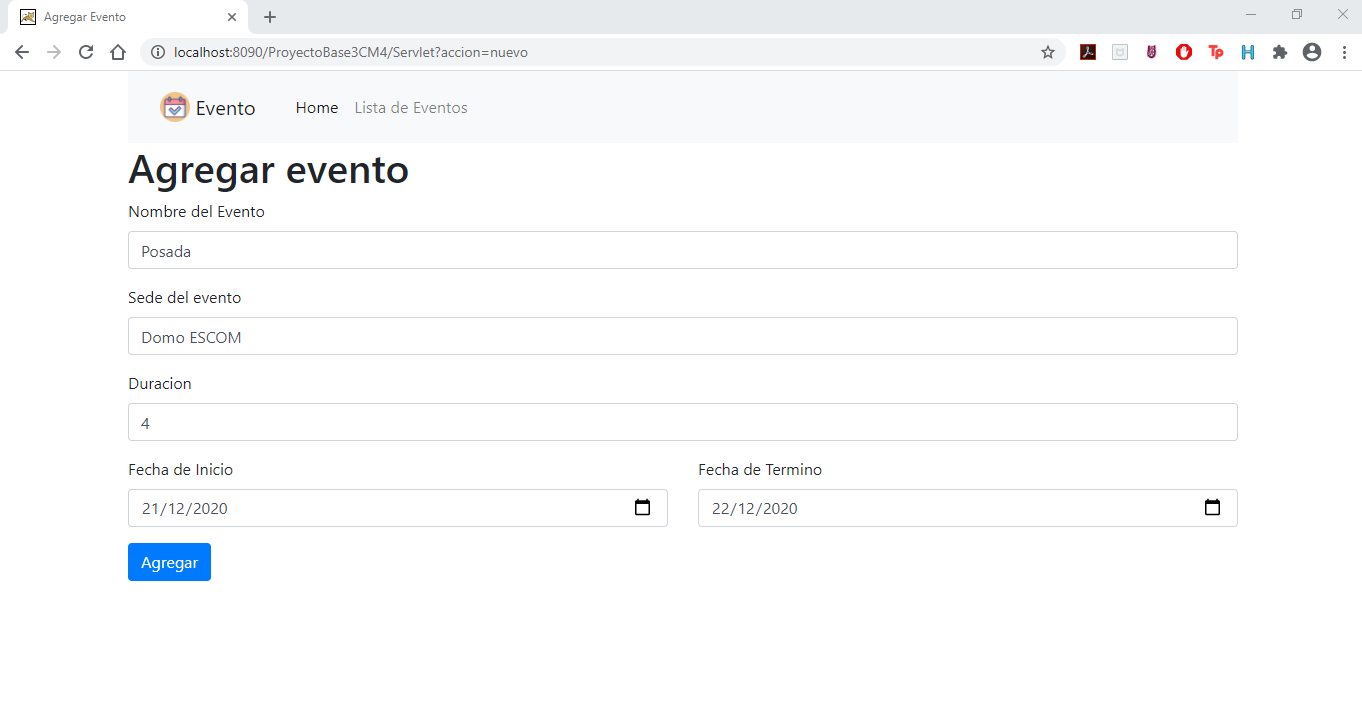 Agregar Evento
localhost:8090/ProyectoBase3CM4/Servlet?accion=nuevo
Evento Home Lista de Eventos
Agregar evento
Nombre del Evento
Posada
Sede del evento
Domo ESCOM
Duracion
4
Fecha de Inicio Fecha de Termino
21/12/2020 22/12/2020
Agregar